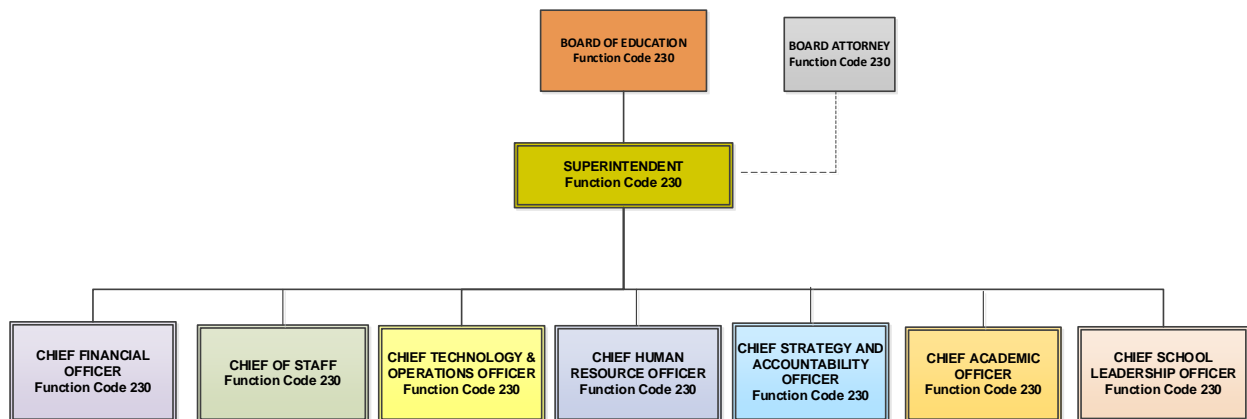 BOARD OF EDUCATION
Function Code 230
BOARD ATTORNEY
Function Code 230
SUPERINTENDENT
Function Code 230
CHIEF FINANCIAL
OFFICER
Function Code 230
CHIEF OF STAFF
Function Code 230
CHIEF TECHNOLOGY &
OPERATIONS OFFICER
Function Code 230
CHIEF HUMAN
RESOURCE OFFICER
Function Code 230
CHIEF STRATEGY AND
ACCOUNTABILITY
OFFICER
Function Code 230
CHIEF ACADEMIC
OFFICER
Function Code 230
CHIEF SCHOOL
LEADERSHIP OFFICER
Function Code 230